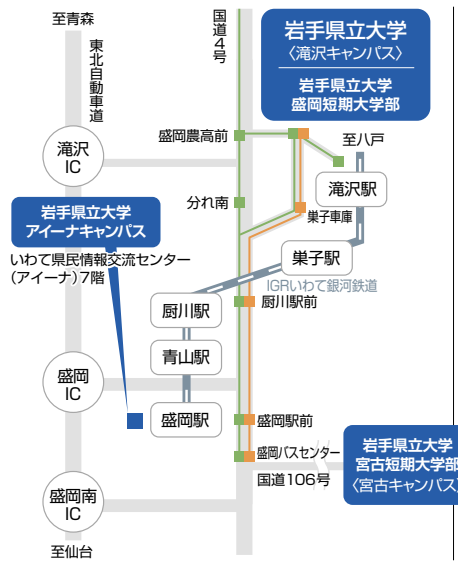 至青森
東北自動車道
国道4号
岩手県立大学
〈滝沢キャンパス〉
岩手県立大学
盛岡短期大学部
盛岡農高前
至八戸
滝沢
IC
滝沢駅
分れ南
巣子車庫
岩手県立大学
アイーナキャンパス
いわて県民情報交流センター
(アイーナ)7階
巣子駅
IGRいわて銀河鉄道
厨川駅
厨川駅前
青山駅
盛岡
IC
盛岡駅
盛岡駅前
盛岡バスセンター
国道106号
岩手県立大学
宮古短期大学部
〈宮古キャンパス〉
盛岡南
IC
至仙台